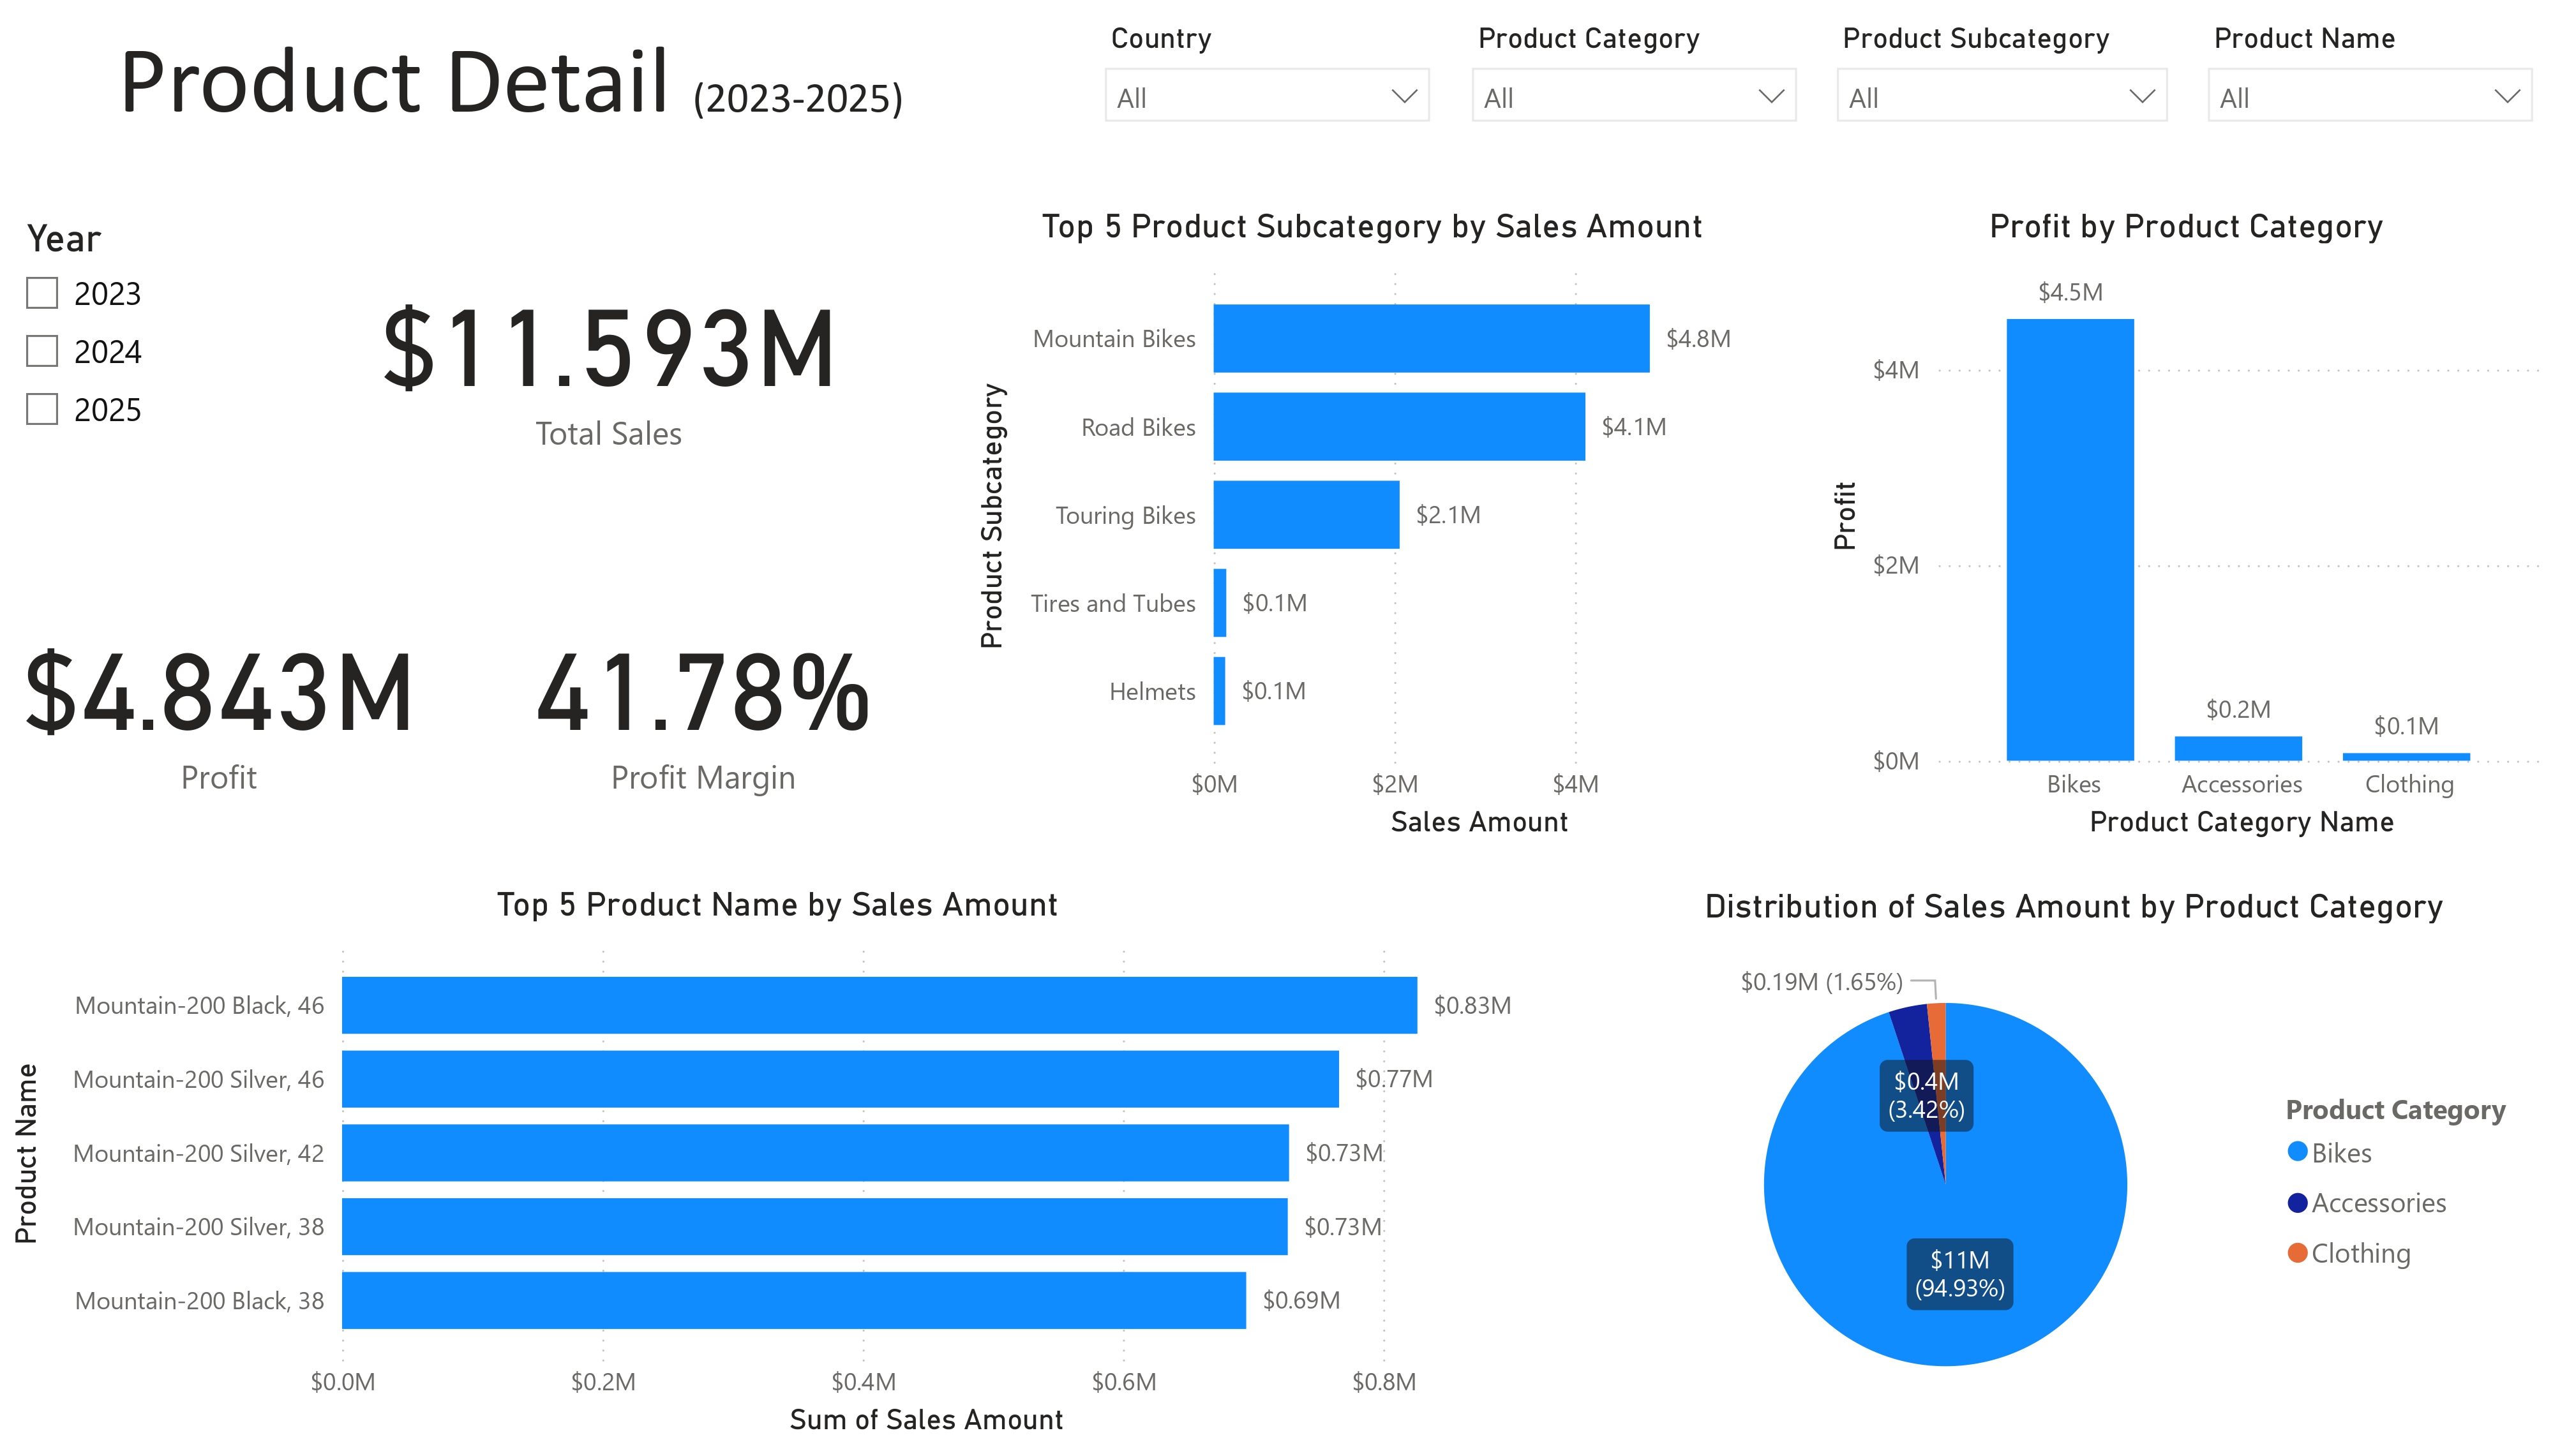 Product Detail (2023-2025)
Country
All
Product Category
All
Product Subcategory
All
Product Name
All
Year
2023
2024
2025
$11.593M
Total Sales
$4.843M
Profit
41.78%
Profit Margin
Top 5 Product Subcategory by Sales Amount
Product Subcategory
Mountain Bikes $4.8M
Road Bikes $4.1M
Touring Bikes $2.1M
Tires and Tubes $0.1M
Helmets $0.1M
$0M $2M $4M
Sales Amount
Profit by Product Category
Profit
$4M
$2M
$0M
$4.5M
$0.2M
$0.1M
Bikes Accessories Clothing
Product Category Name
Top 5 Product Name by Sales Amount
Product Name
Mountain-200 Black, 46 $0.83M
Mountain-200 Silver, 46 $0.77M
Mountain-200 Silver, 42 $0.73M
Mountain-200 Silver, 38 $0.73M
Mountain-200 Black, 38 $0.69M
$0.0M $0.2M $0.4M $0.6M $0.8M
Sum of Sales Amount
Distribution of Sales Amount by Product Category
$0.19M (1.65%)
$0.4M
(3.42%)
$11M
(94.93%)
Product Category
Bikes
Accessories
Clothing